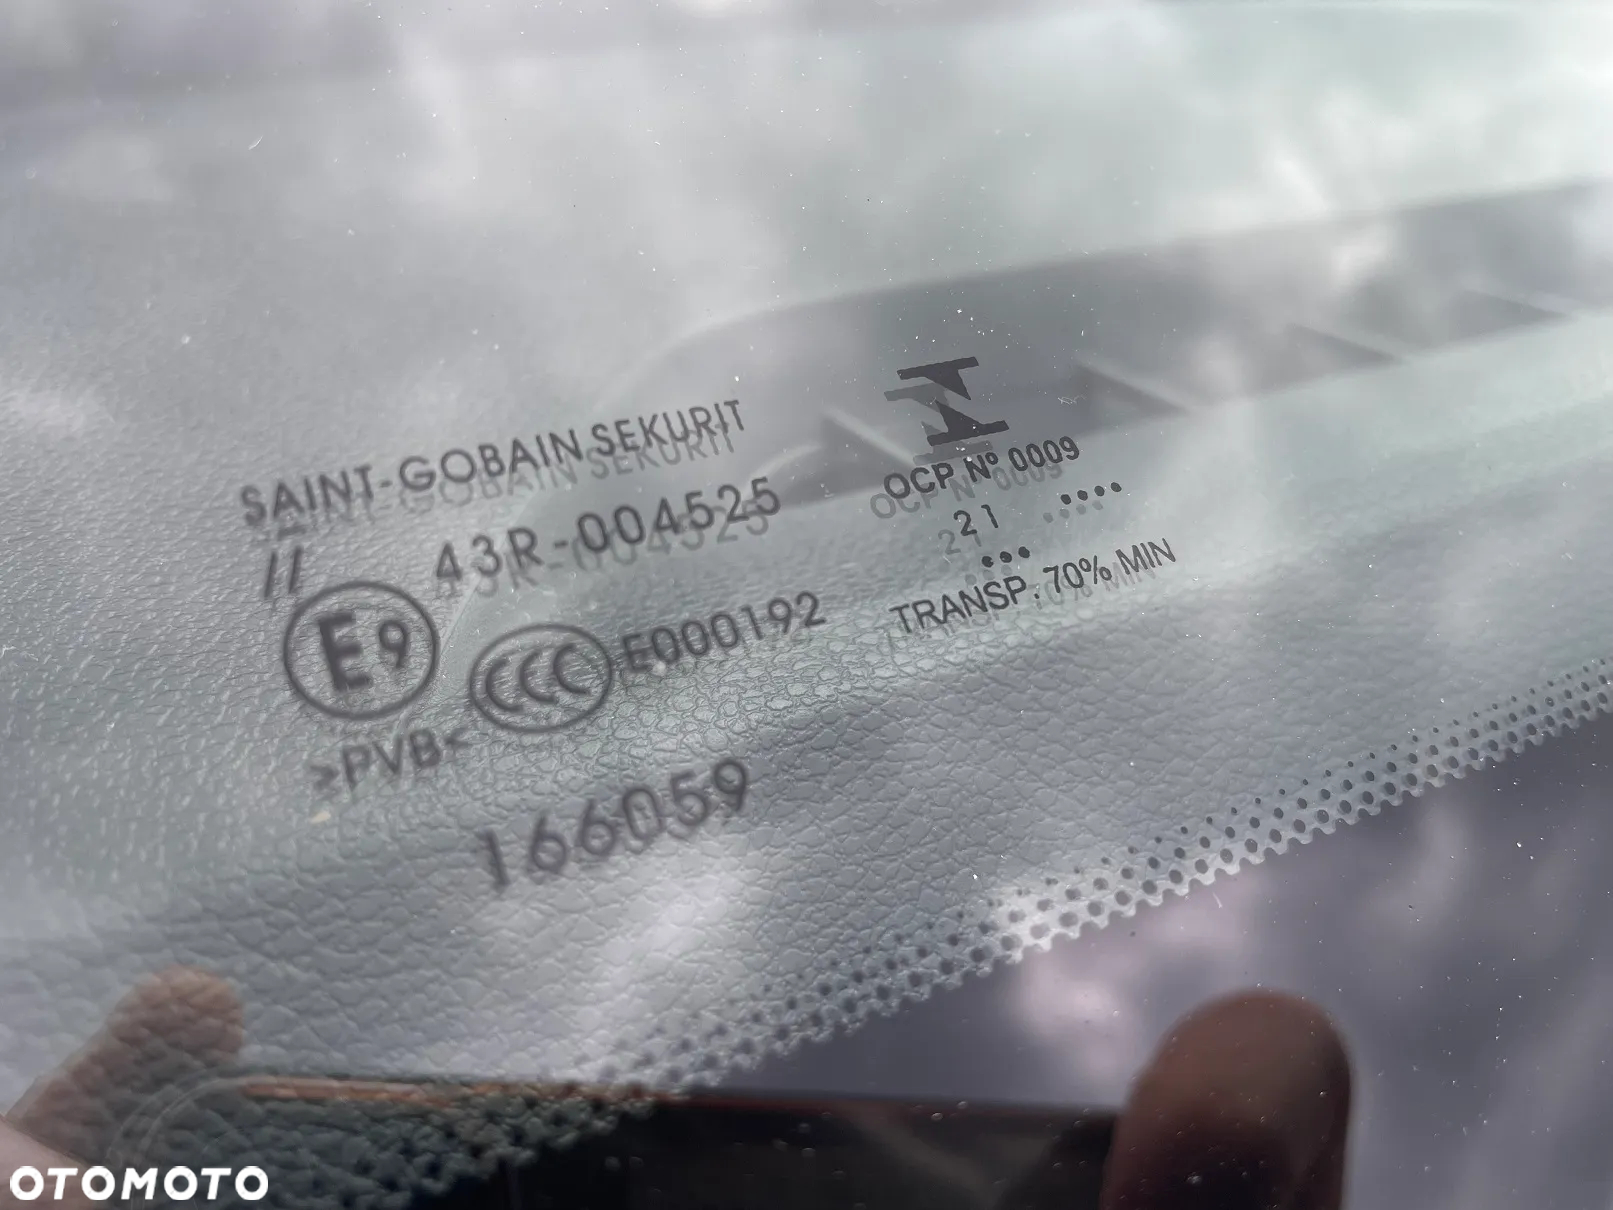 SAINT-GOBAIN SEKURIT
//
43R-004525
E9
CCC
E000192
>PVB<
166059
OCP Nº 0009
21 ••••
•••
TRANSP. 70% MIN
OTOMOTO